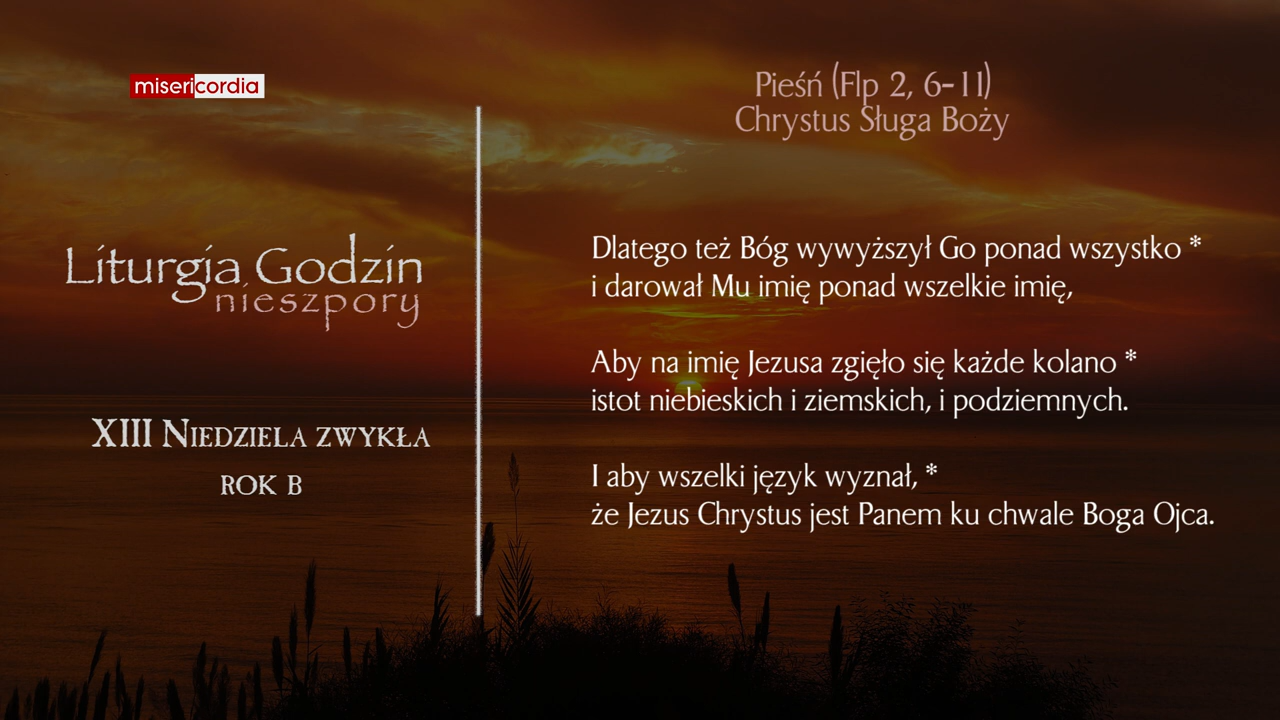 misericordia
Liturgia Godzin
nieszpory
XIII Niedziela zwykła
rok B
Pieśń (Flp 2, 6-11)
Chrystus Sługa Boży
Dlatego też Bóg wywyższył Go ponad wszystko *
i darował Mu imię ponad wszelkie imię,
Aby na imię Jezusa zgięło się każde kolano *
istot niebieskich i ziemskich, i podziemnych.
I aby wszelki język wyznał, *
że Jezus Chrystus jest Panem ku chwale Boga Ojca.